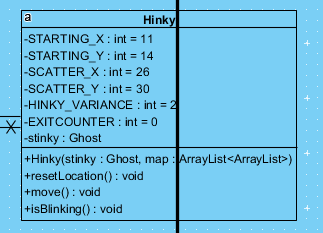 a
Hinky
-STARTING_X : int = 11
-STARTING_Y : int = 14
-SCATTER_X : int = 26
-SCATTER_Y : int = 30
-HINKY_VARIANCE : int = 2
-EXITCOUNTER : int = 0
-stinky : Ghost
+Hinky(stinky : Ghost, map : ArrayList<ArrayList>)
+resetLocation() : void
+move() : void
+isBlinking() : void